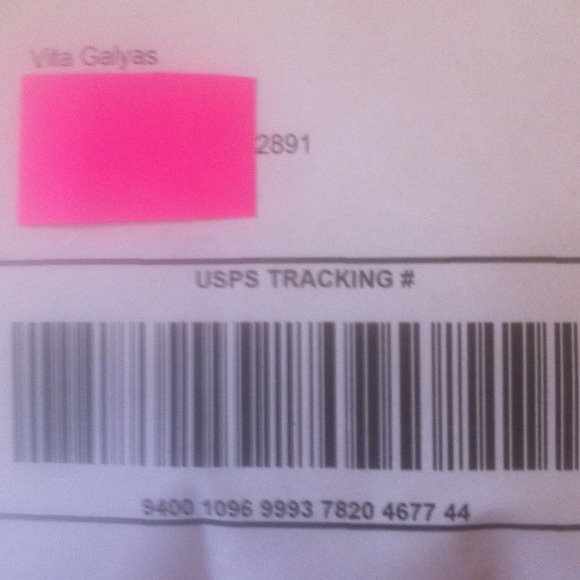 Vita Galyas
2891
USPS TRACKING #
9400 1096 9993 7820 4677 44